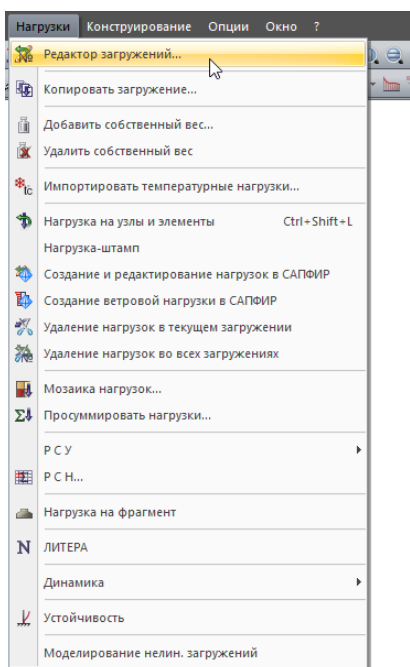 Нагрузки Конструирование Опции Окно ?
Редактор загружений...
Копировать загружение...
Добавить собственный вес...
Удалить собственный вес
Импортировать температурные нагрузки...
Нагрузка на узлы и элементы Ctrl+Shift+L
Нагрузка-штамп
Создание и редактирование нагрузок в САПФИР
Создание ветровой нагрузки в САПФИР
Удаление нагрузок в текущем загружении
Удаление нагрузок во всех загружениях
Мозаика нагрузок...
Просуммировать нагрузки...
Р С У
Р С Н...
Нагрузка на фрагмент
N ЛИТЕРА
Динамика
Устойчивость
Моделирование нелин. загружений